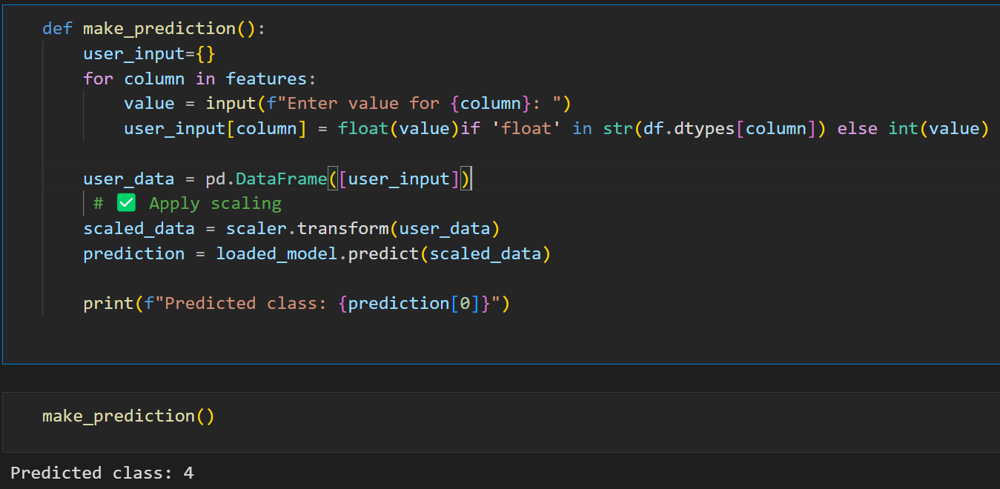 def make_prediction():
    user_input={}
    for column in features:
        value = input(f"Enter value for {column}: ")
        user_input[column] = float(value)if 'float' in str(df.dtypes[column]) else int(value)
    user_data = pd.DataFrame([user_input])
     # ✅ Apply scaling
    scaled_data = scaler.transform(user_data)
    prediction = loaded_model.predict(scaled_data)
    print(f"Predicted class: {prediction[0]}")
make_prediction()
Predicted class: 4